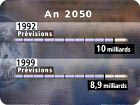 An 2050
1992
Prévisions
10 milliards
1999
Prévisions
8,9 milliards